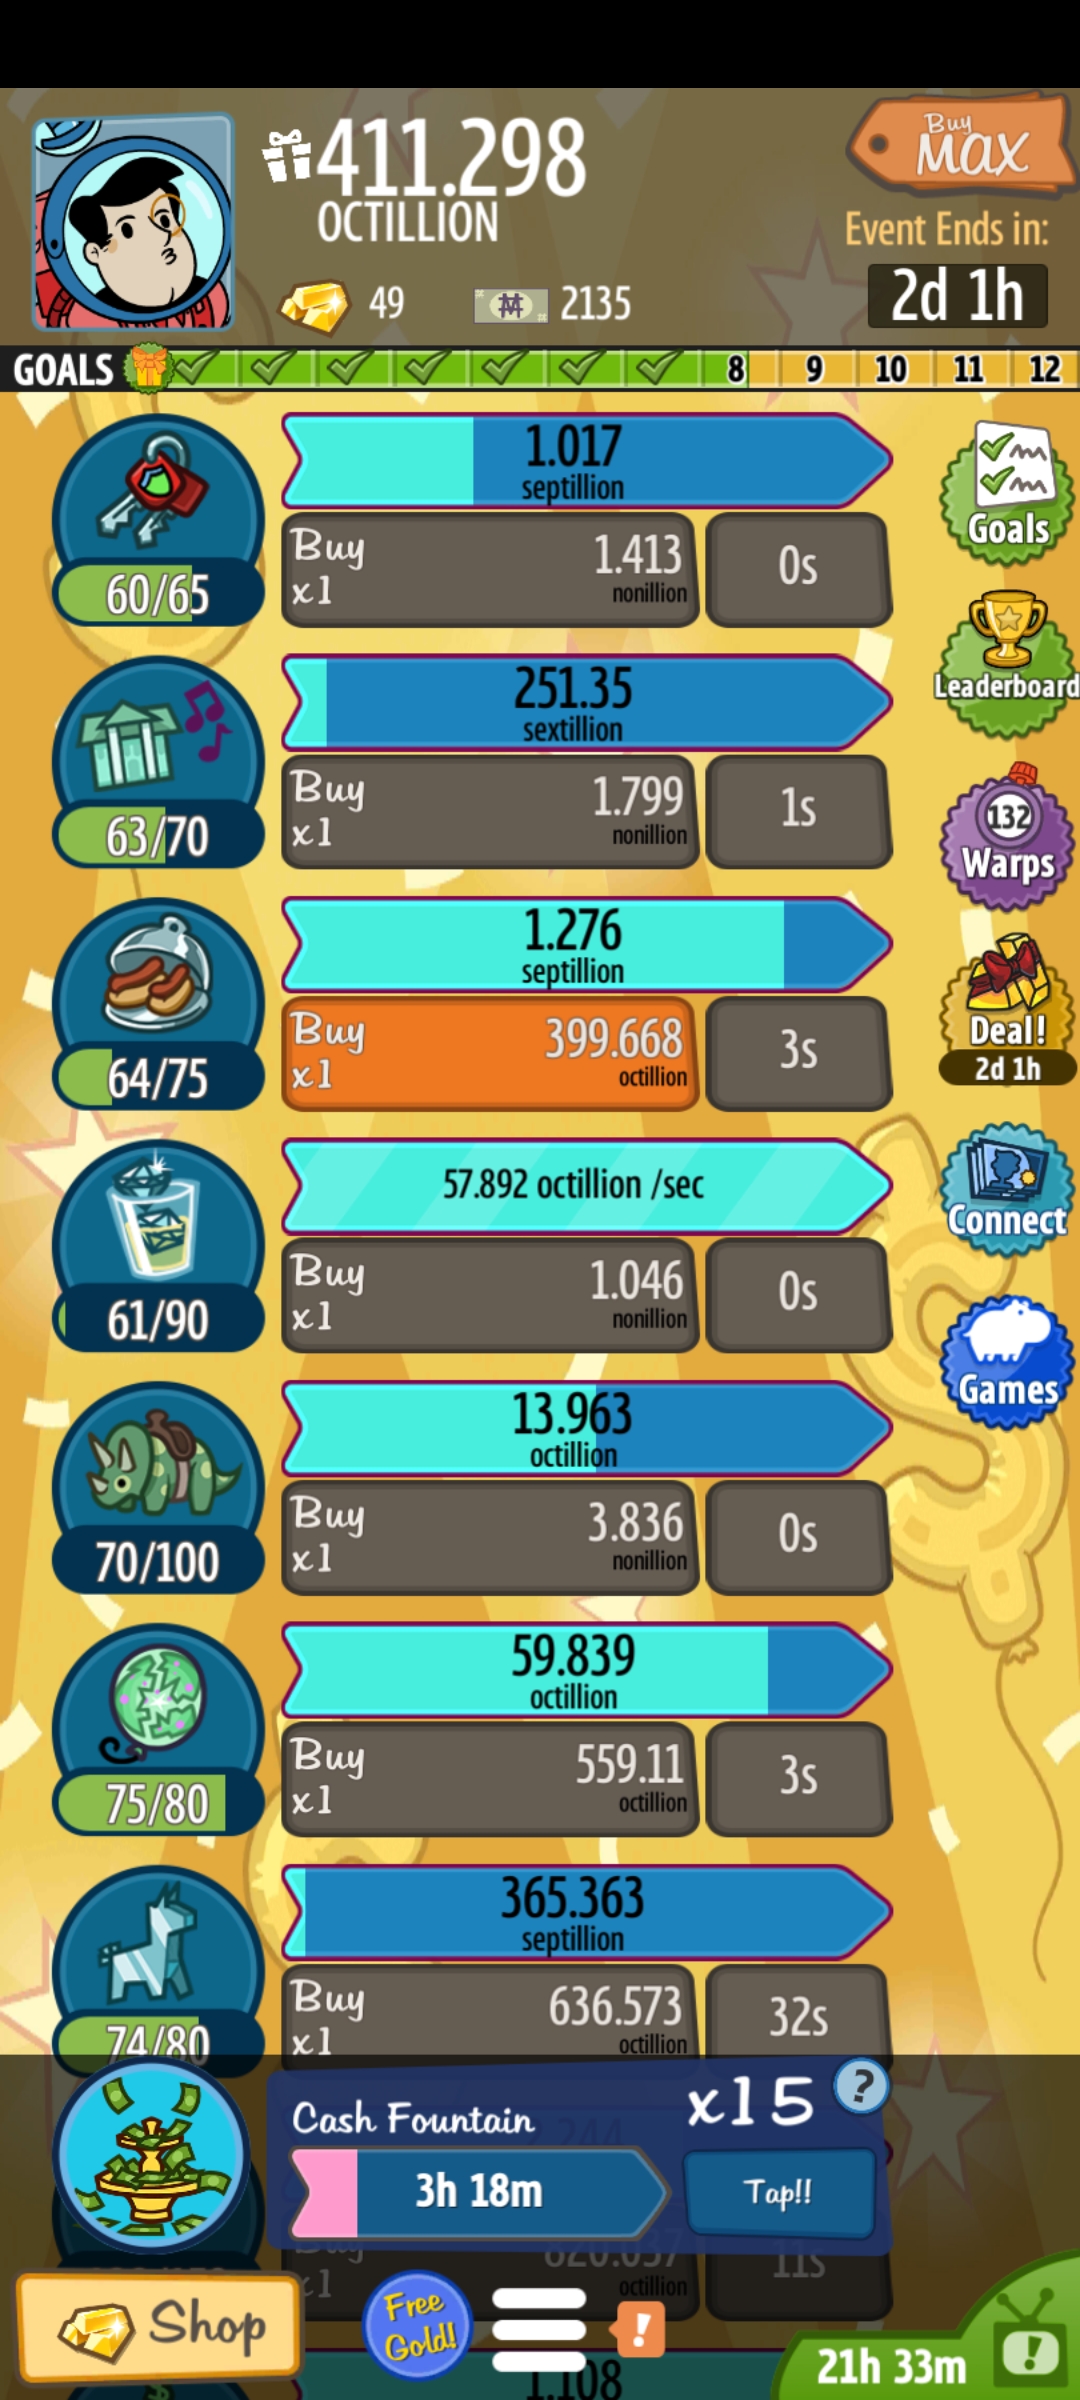 411.298
OCTILLION
49
2135
Buy
MAX
Event Ends in:
2d 1h
GOALS
8 9 10 11 12
1.017
septillion
60/65
Buy
x1
1.413
nonillion
0s
Goals
251.35
sextillion
63/70
Buy
x1
1.799
nonillion
1s
Leaderboard
132
Warps
1.276
septillion
64/75
Buy
x1
399.668
octillion
3s
Deal!
2d 1h
57.892 octillion /sec
61/90
Buy
x1
1.046
nonillion
0s
Connect
Games
13.963
octillion
70/100
Buy
x1
3.836
nonillion
0s
59.839
octillion
75/80
Buy
x1
559.11
octillion
3s
365.363
septillion
74/80
Buy
x1
636.573
octillion
32s
Cash Fountain
x15
?
3h 18m
Tap!!
x1
octillion
11s
Shop
Free
Gold!
!
21h 33m
!
1.108